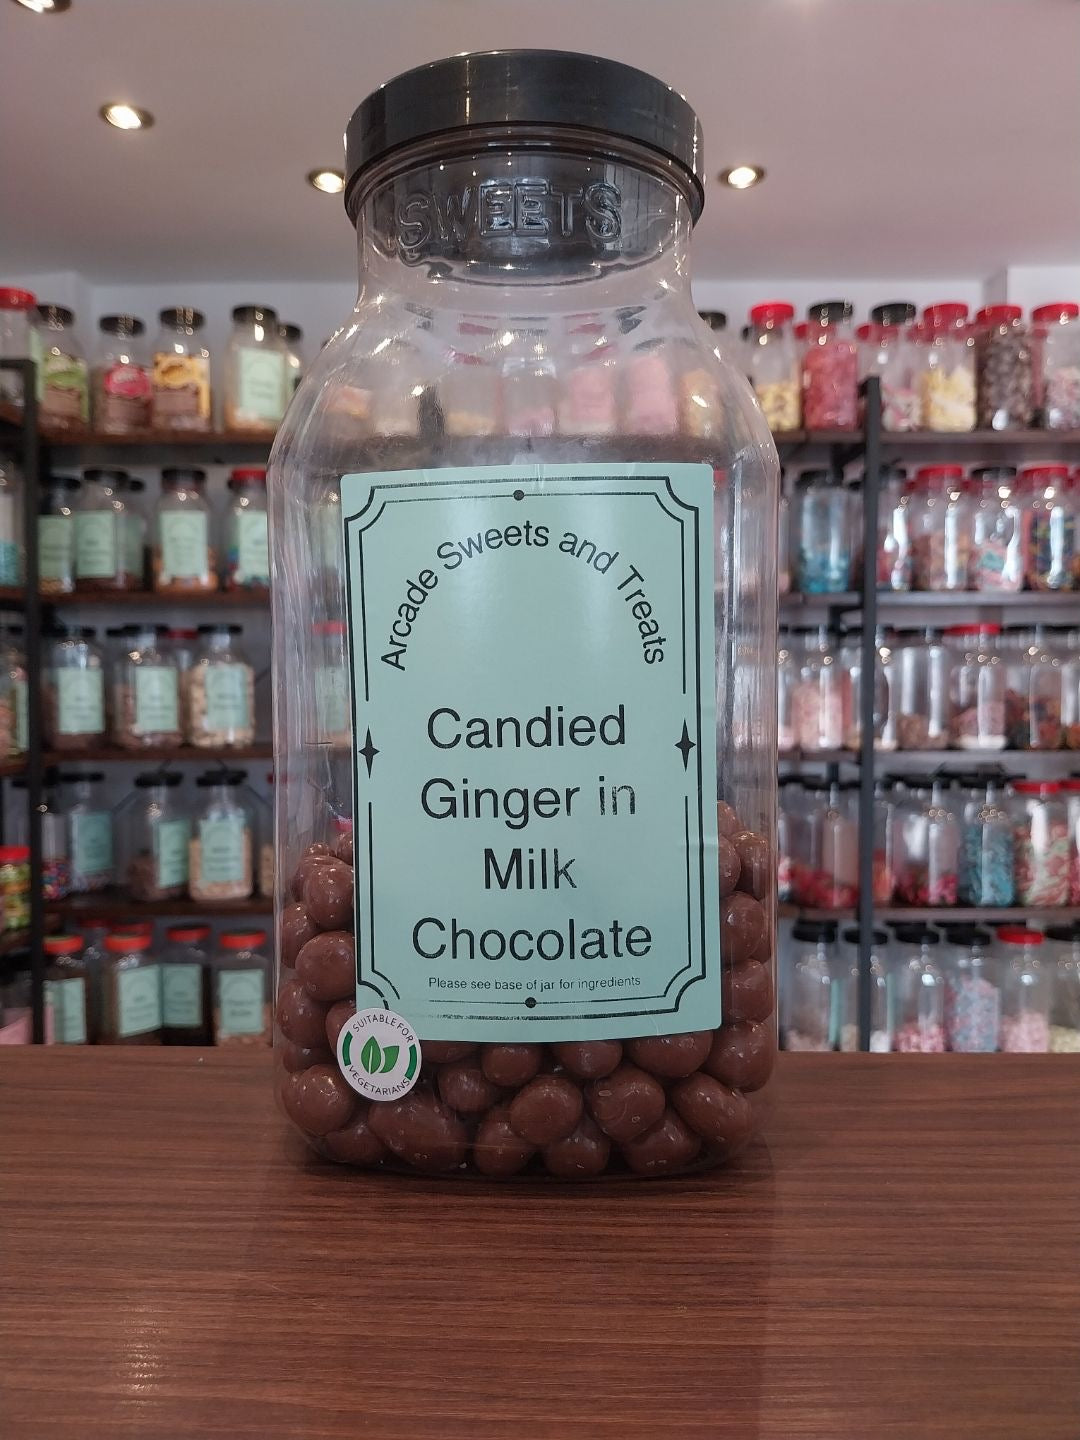 SWEETS
Arcade Sweets and Treats
Candied
Ginger in
Milk
Chocolate
Please see base of jar for ingredients
SUITABLE FOR
VEGETARIANS